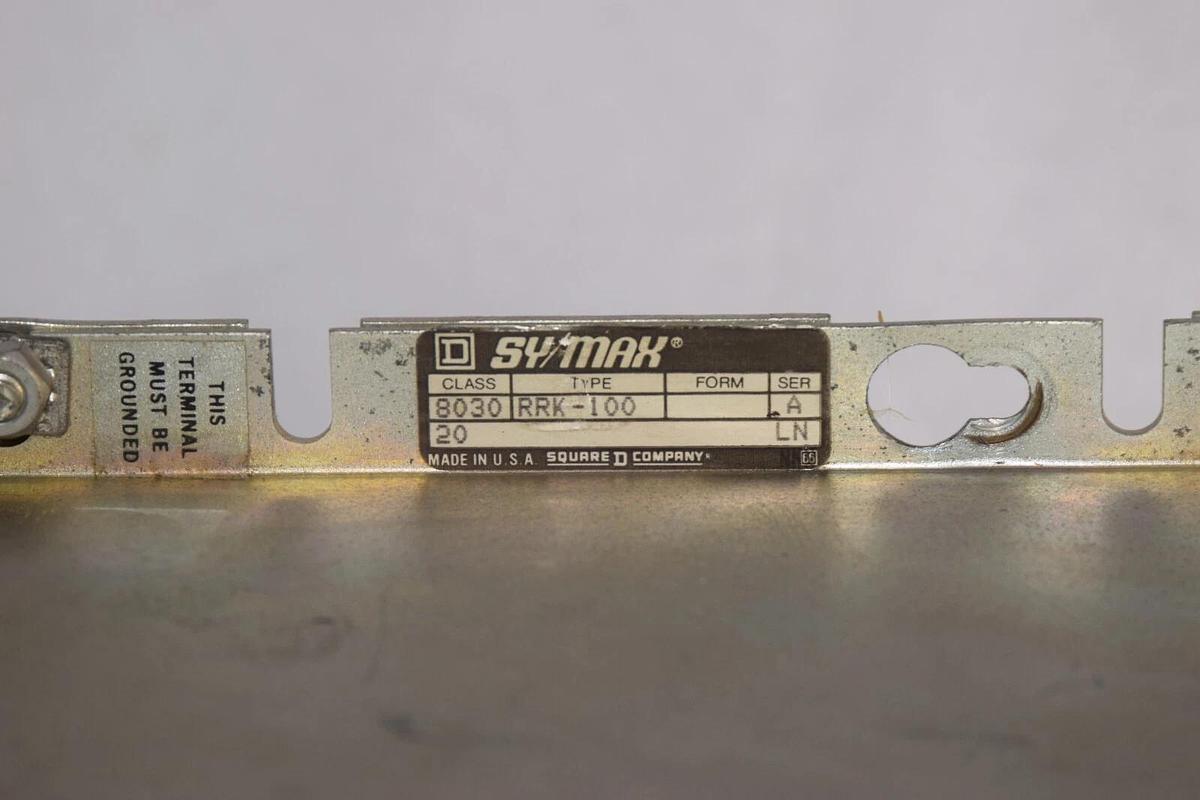 THIS
TERMINAL
MUST BE
GROUNDED
D SY/MAX®
CLASS TYPE FORM SER
8030 RRK-100 A
20 LN
MADE IN U.S.A. SQUARE D COMPANY